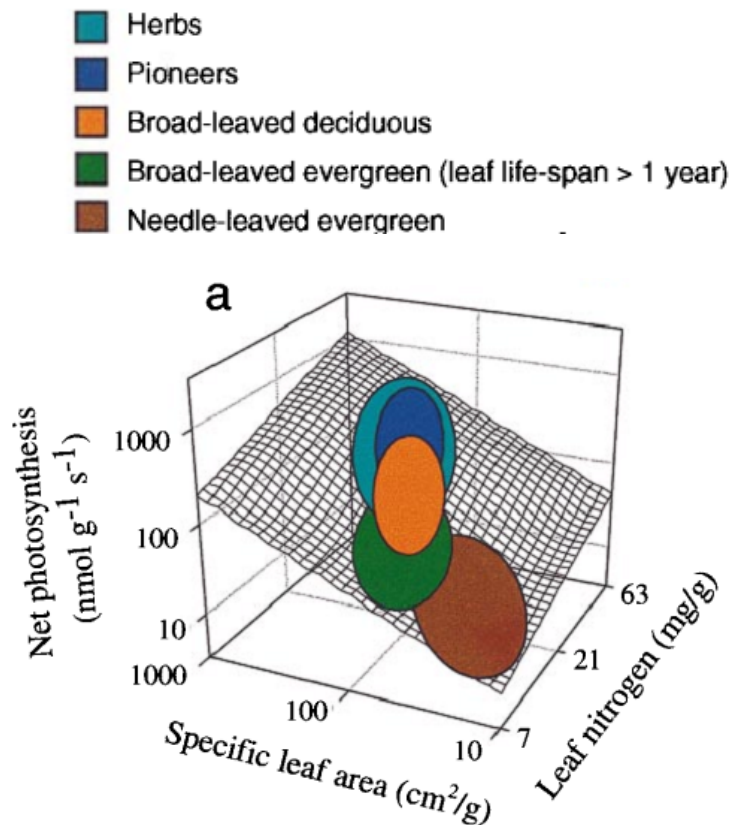 Herbs
Pioneers
Broad-leaved deciduous
Broad-leaved evergreen (leaf life-span > 1 year)
Needle-leaved evergreen
a
Net photosynthesis
(nmol g⁻¹ s⁻¹)
1000
100
10
1000
100
10
Specific leaf area (cm²/g)
7
21
63
Leaf nitrogen (mg/g)